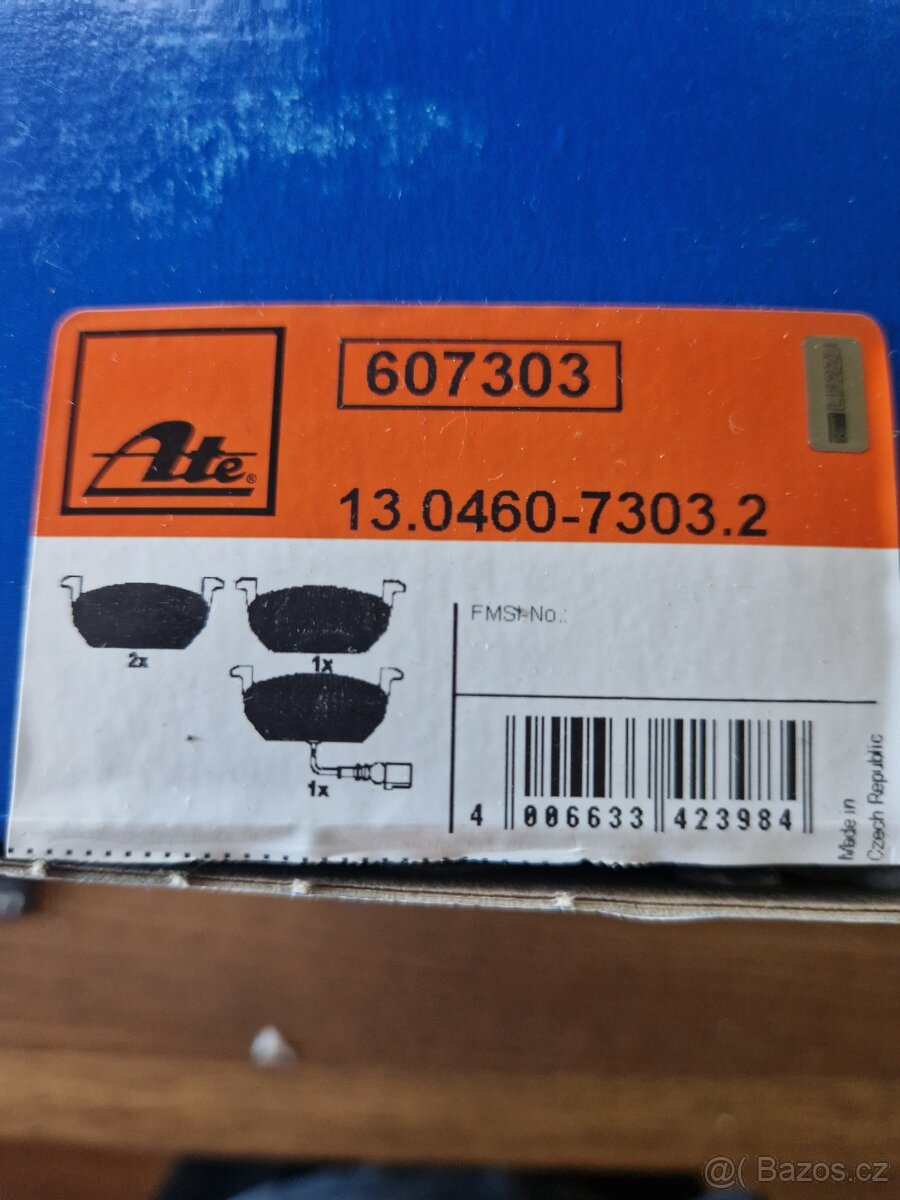 607303
Ate®
13.0460-7303.2
2x
1x
1x
FMSI-No.:
4 006633 423984
Made in
Czech Republic
@( Bazos.cz